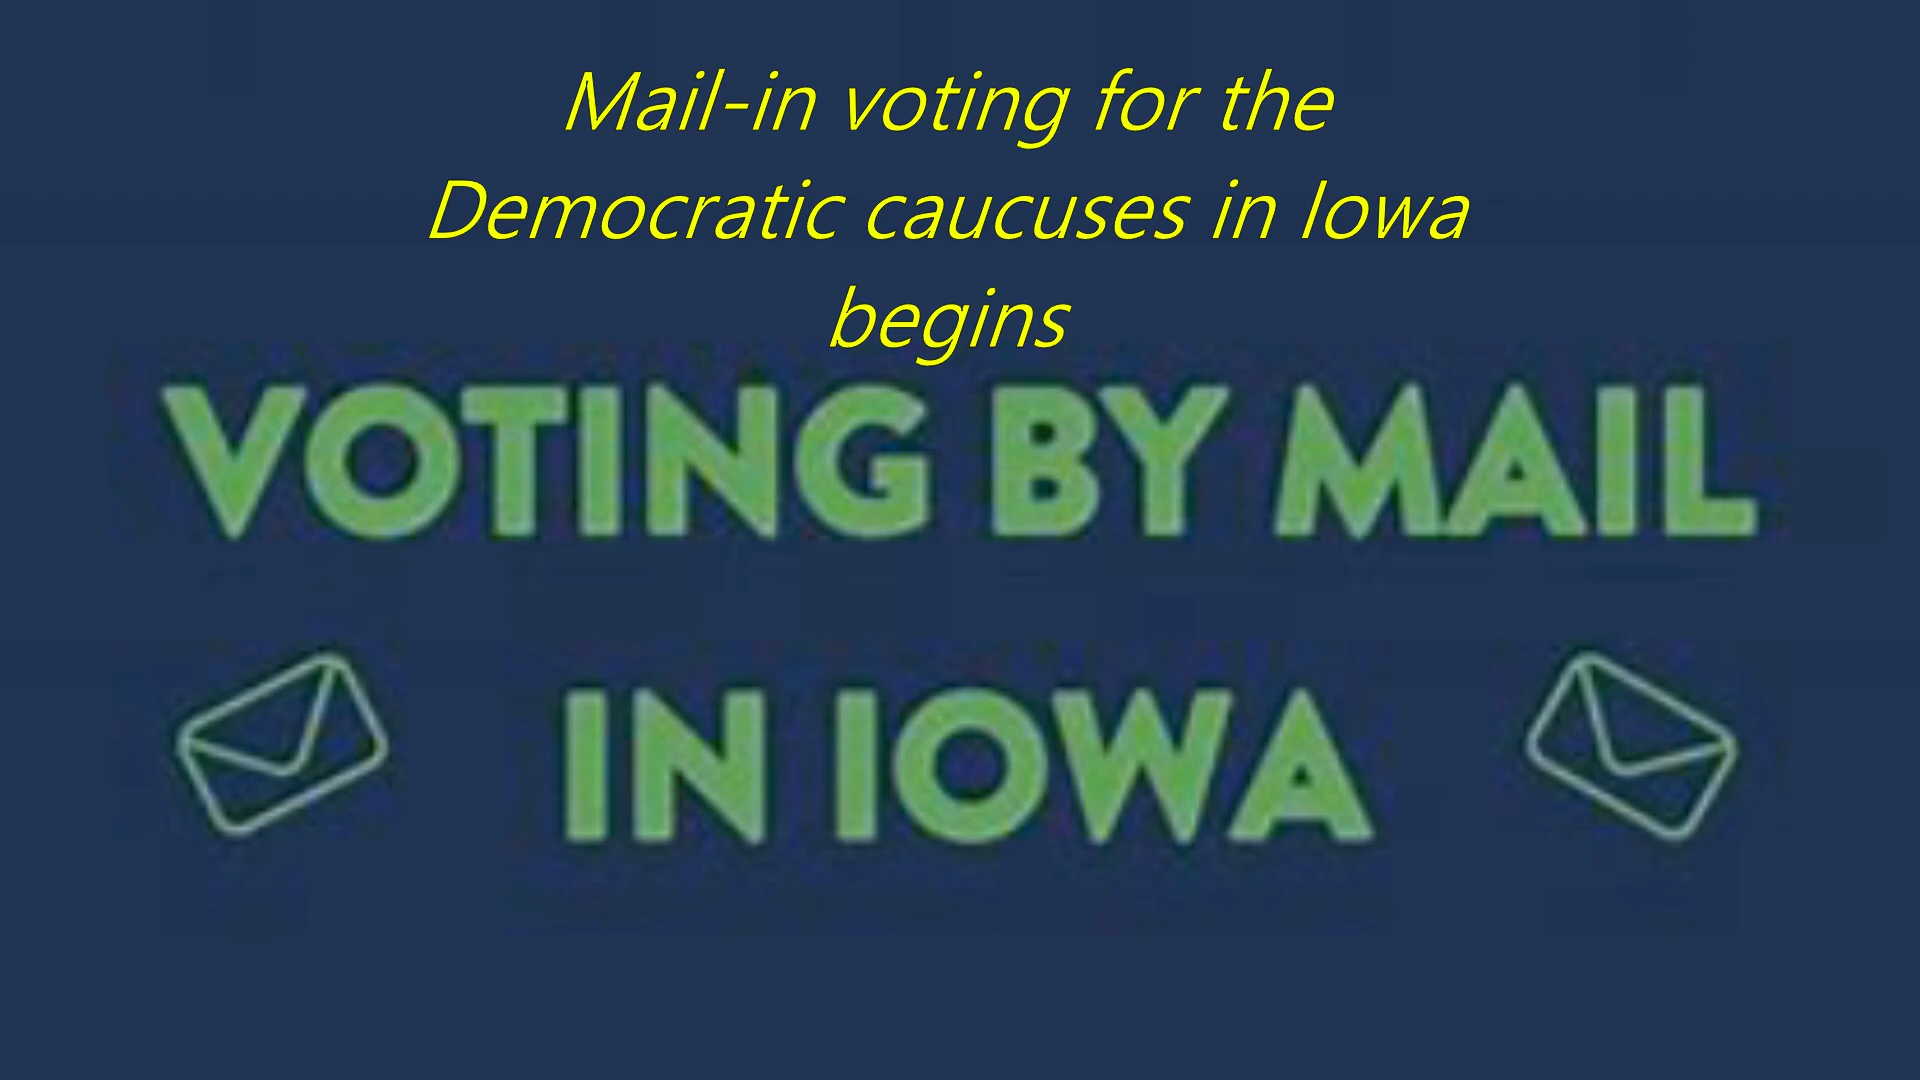 Mail-in voting for the
Democratic caucuses in Iowa
begins
VOTING BY MAIL
IN IOWA